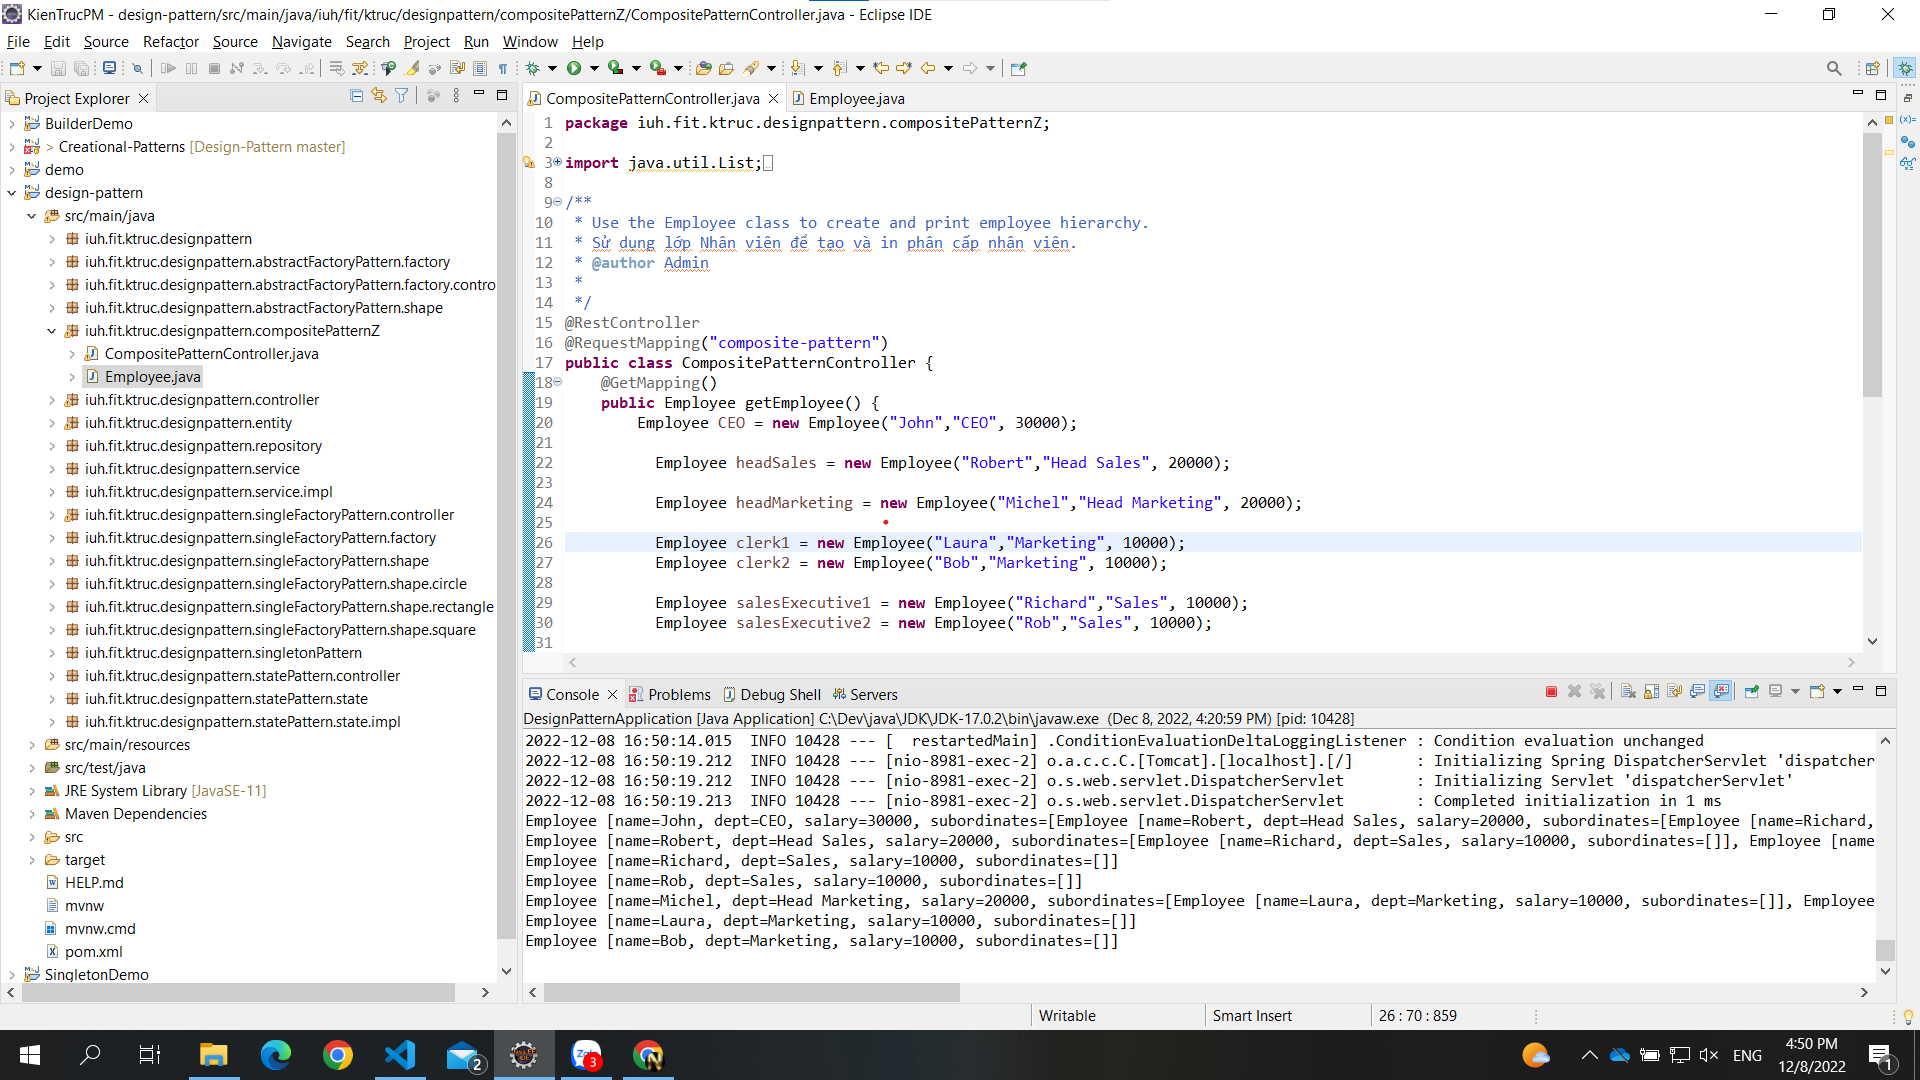 KienTrucPM - design-pattern/src/main/java/iuh/fit/ktruc/designpattern/compositePatternZ/CompositePatternController.java - Eclipse IDE
File Edit Source Refactor Source Navigate Search Project Run Window Help
Project Explorer
BuilderDemo
> Creational-Patterns [Design-Pattern master]
demo
design-pattern
src/main/java
iuh.fit.ktruc.designpattern
iuh.fit.ktruc.designpattern.abstractFactoryPattern.factory
iuh.fit.ktruc.designpattern.abstractFactoryPattern.factory.contro
iuh.fit.ktruc.designpattern.abstractFactoryPattern.shape
iuh.fit.ktruc.designpattern.compositePatternZ
CompositePatternController.java
Employee.java
iuh.fit.ktruc.designpattern.controller
iuh.fit.ktruc.designpattern.entity
iuh.fit.ktruc.designpattern.repository
iuh.fit.ktruc.designpattern.service
iuh.fit.ktruc.designpattern.service.impl
iuh.fit.ktruc.designpattern.singleFactoryPattern.controller
iuh.fit.ktruc.designpattern.singleFactoryPattern.factory
iuh.fit.ktruc.designpattern.singleFactoryPattern.shape
iuh.fit.ktruc.designpattern.singleFactoryPattern.shape.circle
iuh.fit.ktruc.designpattern.singleFactoryPattern.shape.rectangle
iuh.fit.ktruc.designpattern.singleFactoryPattern.shape.square
iuh.fit.ktruc.designpattern.singletonPattern
iuh.fit.ktruc.designpattern.statePattern.controller
iuh.fit.ktruc.designpattern.statePattern.state
iuh.fit.ktruc.designpattern.statePattern.state.impl
src/main/resources
src/test/java
JRE System Library [JavaSE-11]
Maven Dependencies
src
target
HELP.md
mvnw
mvnw.cmd
pom.xml
SingletonDemo
CompositePatternController.java Employee.java
1 package iuh.fit.ktruc.designpattern.compositePatternZ;
2
3 import java.util.List;
8
9 /**
10 * Use the Employee class to create and print employee hierarchy.
11 * Sử dụng lớp Nhân viên để tạo và in phân cấp nhân viên.
12 * @author Admin
13 *
14 */
15 @RestController
16 @RequestMapping("composite-pattern")
17 public class CompositePatternController {
18 @GetMapping()
19 public Employee getEmployee() {
20 Employee CEO = new Employee("John","CEO", 30000);
21
22 Employee headSales = new Employee("Robert","Head Sales", 20000);
23
24 Employee headMarketing = new Employee("Michel","Head Marketing", 20000);
25
26 Employee clerk1 = new Employee("Laura","Marketing", 10000);
27 Employee clerk2 = new Employee("Bob","Marketing", 10000);
28
29 Employee salesExecutive1 = new Employee("Richard","Sales", 10000);
30 Employee salesExecutive2 = new Employee("Rob","Sales", 10000);
31
Console Problems Debug Shell Servers
DesignPatternApplication [Java Application] C:\Dev\java\JDK\JDK-17.0.2\bin\javaw.exe (Dec 8, 2022, 4:20:59 PM) [pid: 10428]
2022-12-08 16:50:14.015 INFO 10428 --- [ restartedMain] .ConditionEvaluationDeltaLoggingListener : Condition evaluation unchanged
2022-12-08 16:50:19.212 INFO 10428 --- [nio-8981-exec-2] o.a.c.c.C.[Tomcat].[localhost].[/] : Initializing Spring DispatcherServlet 'dispatcher
2022-12-08 16:50:19.212 INFO 10428 --- [nio-8981-exec-2] o.s.web.servlet.DispatcherServlet : Initializing Servlet 'dispatcherServlet'
2022-12-08 16:50:19.213 INFO 10428 --- [nio-8981-exec-2] o.s.web.servlet.DispatcherServlet : Completed initialization in 1 ms
Employee [name=John, dept=CEO, salary=30000, subordinates=[Employee [name=Robert, dept=Head Sales, salary=20000, subordinates=[Employee [name=Richard,
Employee [name=Robert, dept=Head Sales, salary=20000, subordinates=[Employee [name=Richard, dept=Sales, salary=10000, subordinates=[]], Employee [name
Employee [name=Richard, dept=Sales, salary=10000, subordinates=[]]
Employee [name=Rob, dept=Sales, salary=10000, subordinates=[]]
Employee [name=Michel, dept=Head Marketing, salary=20000, subordinates=[Employee [name=Laura, dept=Marketing, salary=10000, subordinates=[]], Employee
Employee [name=Laura, dept=Marketing, salary=10000, subordinates=[]]
Employee [name=Bob, dept=Marketing, salary=10000, subordinates=[]]
Writable Smart Insert 26 : 70 : 859
2 3 ENG 4:50 PM 1
12/8/2022